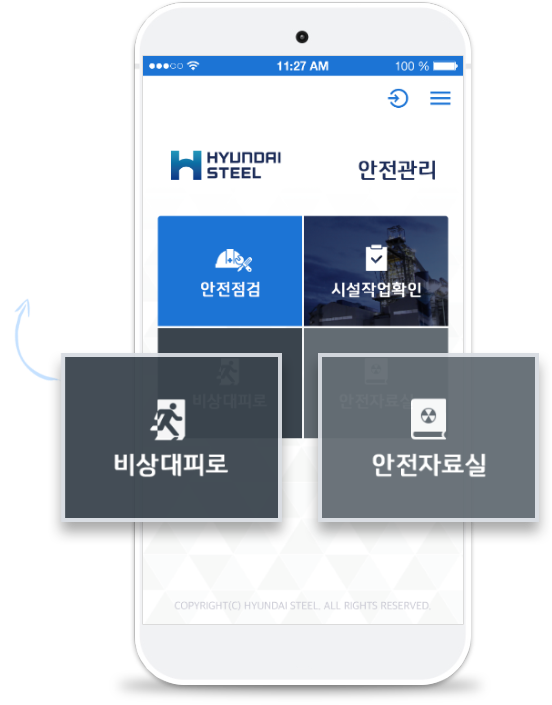 11:27 AM
100 %
HYUNDAI
STEEL
안전관리
안전점검
시설작업확인
비상대피로
안전자료실
비상대피로
안전자료실
COPYRIGHT(C) HYUNDAI STEEL, ALL RIGHTS RESERVED.